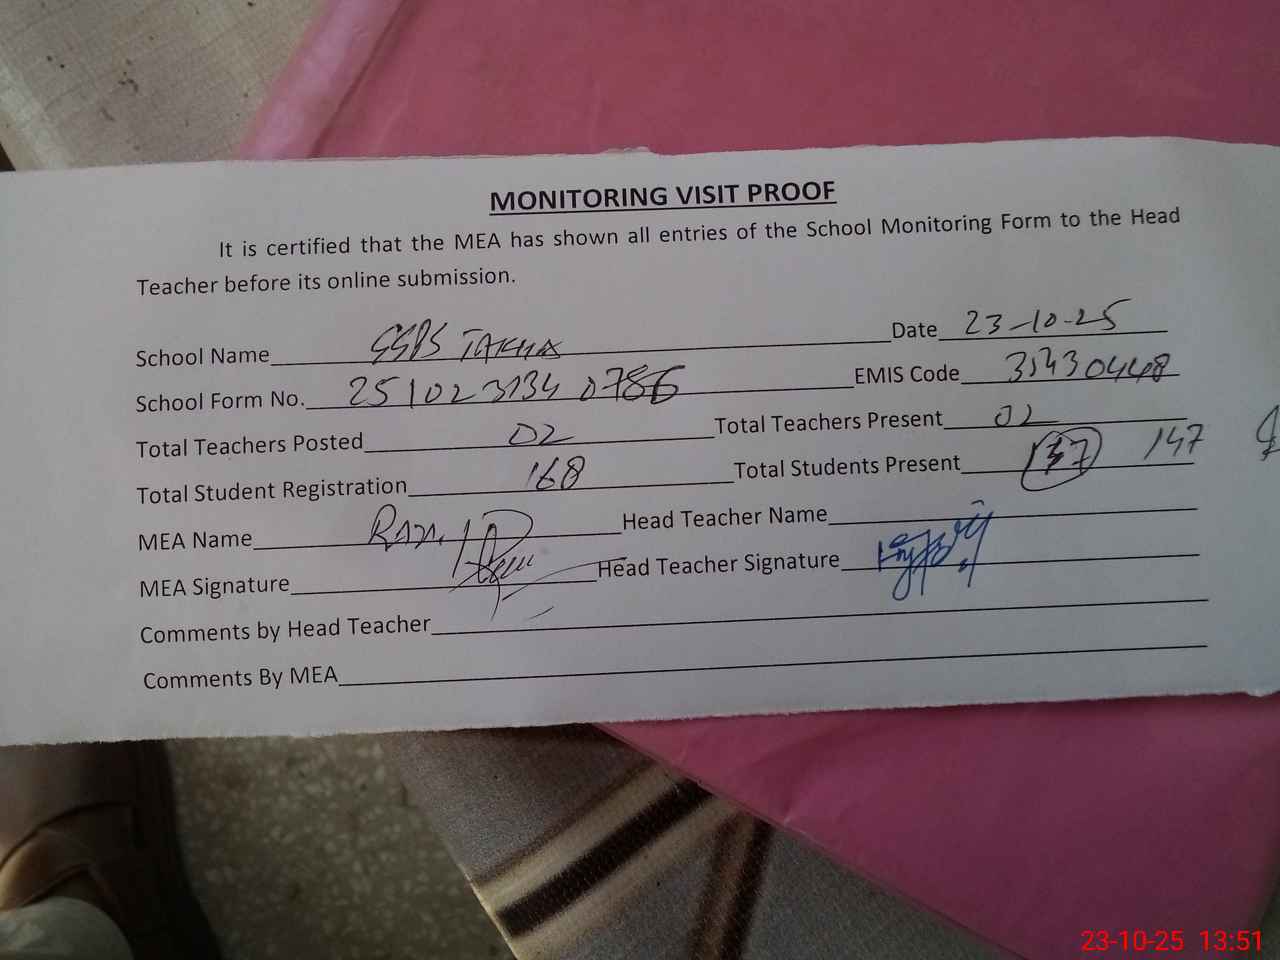 MONITORING VISIT PROOF
It is certified that the MEA has shown all entries of the School Monitoring Form to the Head
Teacher before its online submission.
School Name GGPS TAKHA Date 23-10-25
School Form No. 2510231340786 EMIS Code 31430448
Total Teachers Posted 02 Total Teachers Present 02
Total Student Registration 168 Total Students Present 147
MEA Name Head Teacher Name
MEA Signature Head Teacher Signature
Comments by Head Teacher
Comments By MEA
23-10-25 13:51